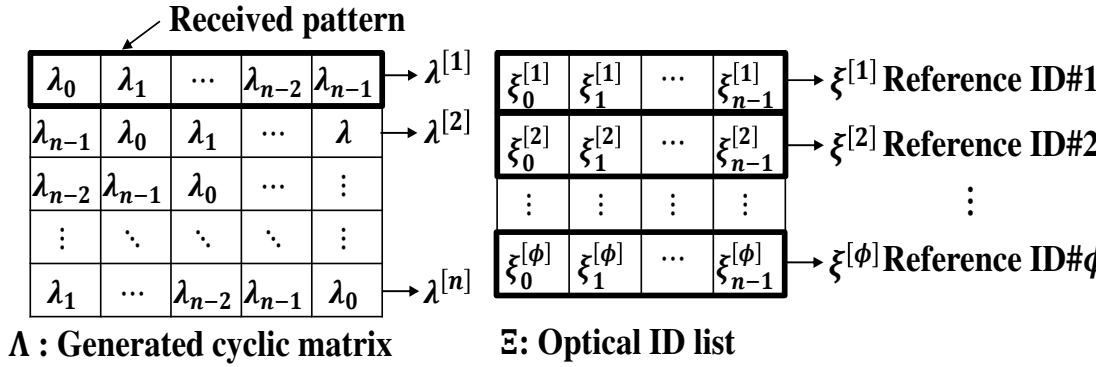 Received pattern
λ₀ λ₁ ⋯ λₙ₋₂ λₙ₋₁ → λ^[1]
λₙ₋₁ λ₀ λ₁ ⋯ λ → λ^[2]
λₙ₋₂ λₙ₋₁ λ₀ ⋯ ⋮
⋮ ⋱ ⋱ ⋱ ⋮
λ₁ ⋯ λₙ₋₂ λₙ₋₁ λ₀ → λ^[n]
Λ : Generated cyclic matrix
ξ₀^[1] ξ₁^[1] ⋯ ξₙ₋₁^[1] → ξ^[1] Reference ID#1
ξ₀^[2] ξ₁^[2] ⋯ ξₙ₋₁^[2] → ξ^[2] Reference ID#2
⋮ ⋮ ⋮ ⋮ ⋮
ξ₀^[ϕ] ξ₁^[ϕ] ⋯ ξₙ₋₁^[ϕ] → ξ^[ϕ] Reference ID#ϕ
Ξ: Optical ID list